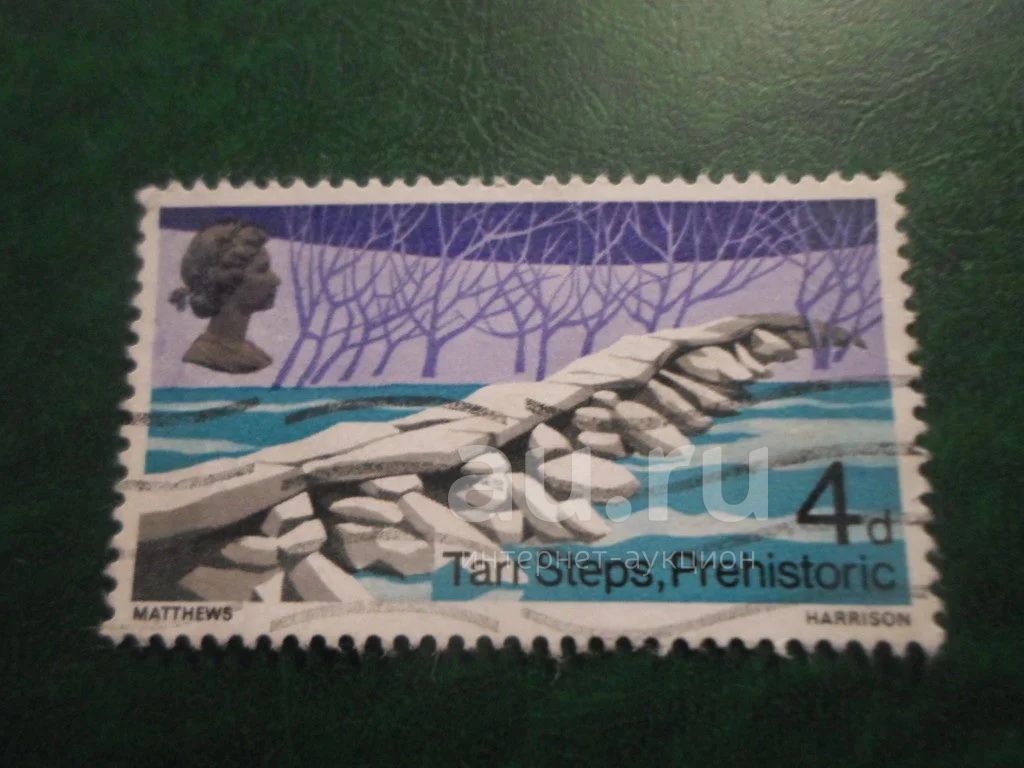 au.ru
интернет-аукцион
4d
Tarr Steps, Prehistoric
MATTHEWS
HARRISON